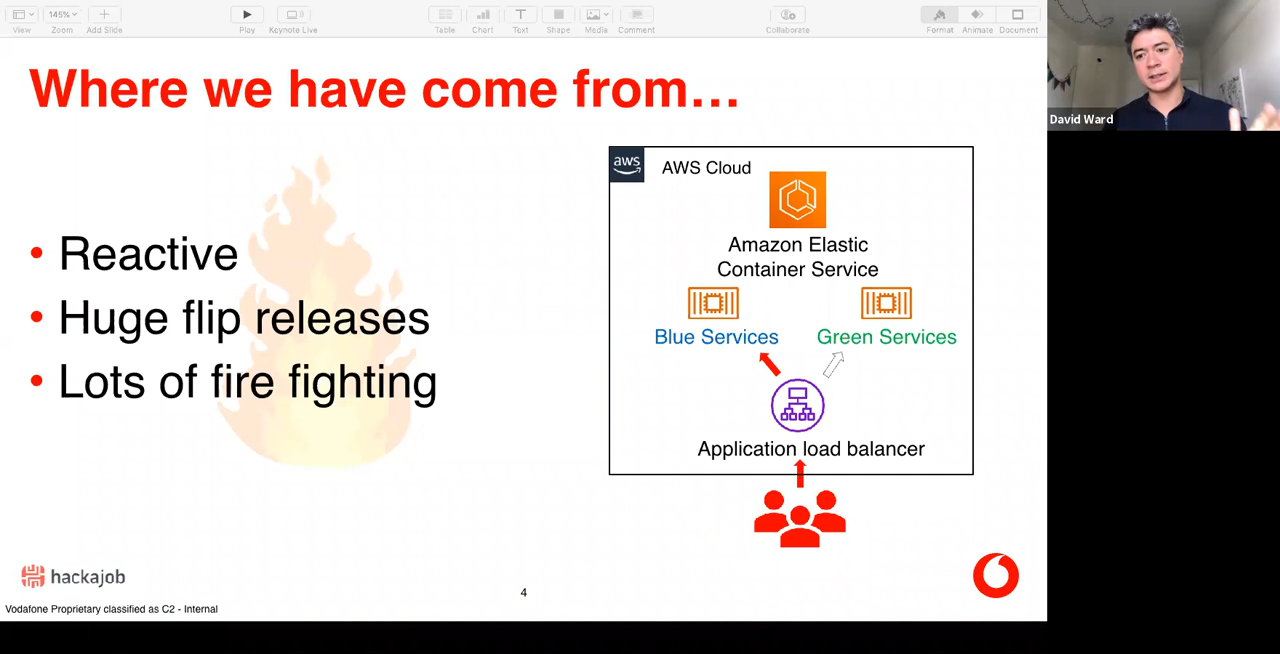 145%
View
Zoom
Add Slide
Play
Keynote Live
Table
Chart
Text
Shape
Media
Comment
Collaborate
Format
Animate
Document
Where we have come from…
David Ward
aws
AWS Cloud
Amazon Elastic
Container Service
Blue Services
Green Services
Application load balancer
• Reactive
• Huge flip releases
• Lots of fire fighting
hackajob
4
Vodafone Proprietary classified as C2 - Internal